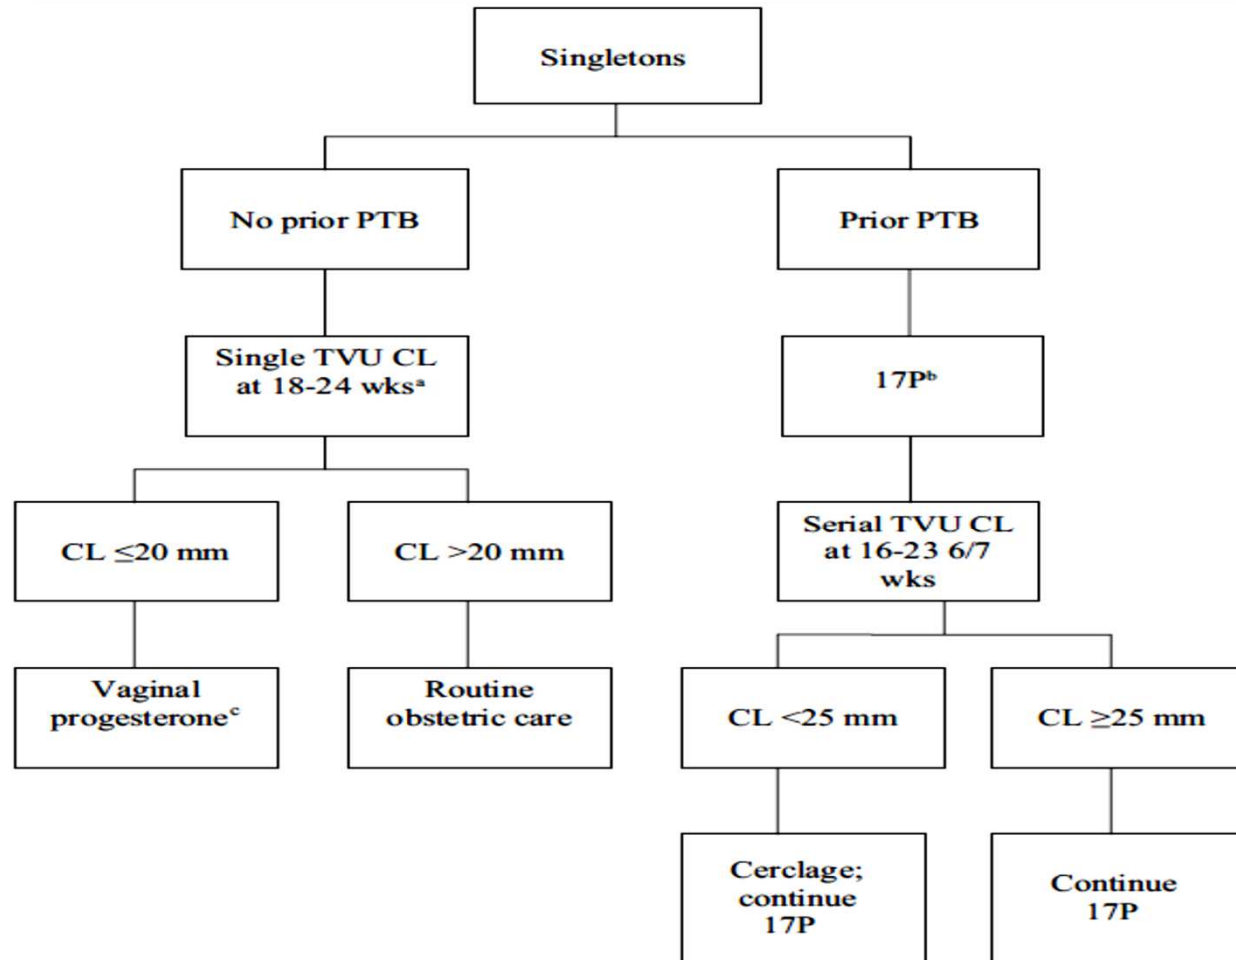 Singletons
No prior PTB
Prior PTB
Single TVU CL
at 18-24 wksᵃ
17Pᵇ
Serial TVU CL
at 16-23 6/7
wks
CL ≤20 mm
CL >20 mm
Vaginal
progesteroneᶜ
Routine
obstetric care
CL <25 mm
CL ≥25 mm
Cerclage;
continue
17P
Continue
17P